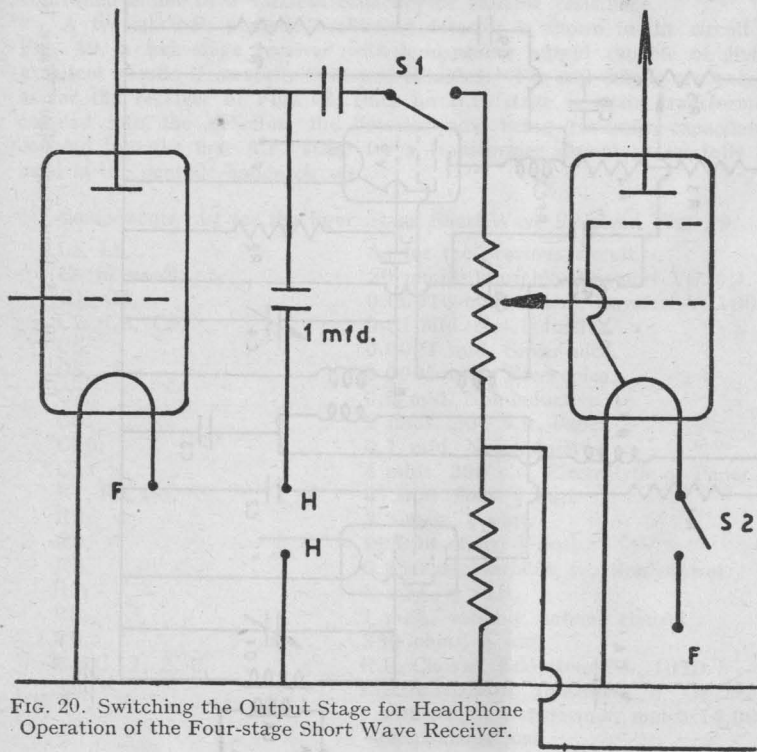 S 1
1 mfd.
F
H
H
S 2
F
FIG. 20. Switching the Output Stage for Headphone
Operation of the Four-stage Short Wave Receiver.